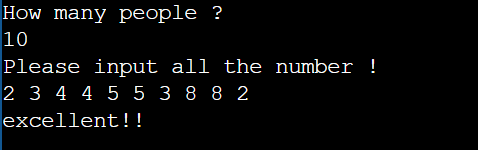 How many people ?
10
Please input all the number !
2 3 4 4 5 5 3 8 8 2
excellent!!